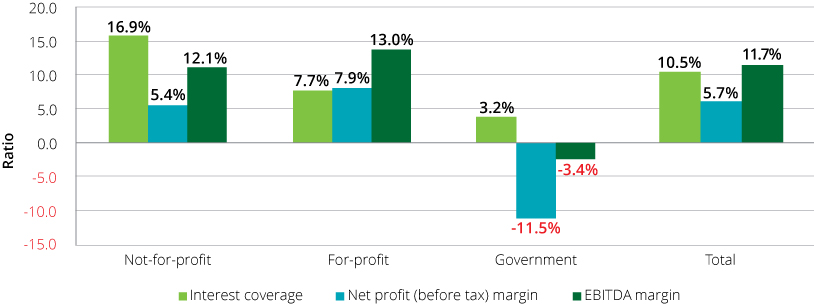 20.0
15.0
10.0
5.0
0.0
-5.0
-10.0
-15.0
Ratio
16.9%
5.4%
12.1%
7.7%
7.9%
13.0%
3.2%
-11.5%
-3.4%
10.5%
5.7%
11.7%
Not-for-profit
For-profit
Government
Total
Interest coverage
Net profit (before tax) margin
EBITDA margin